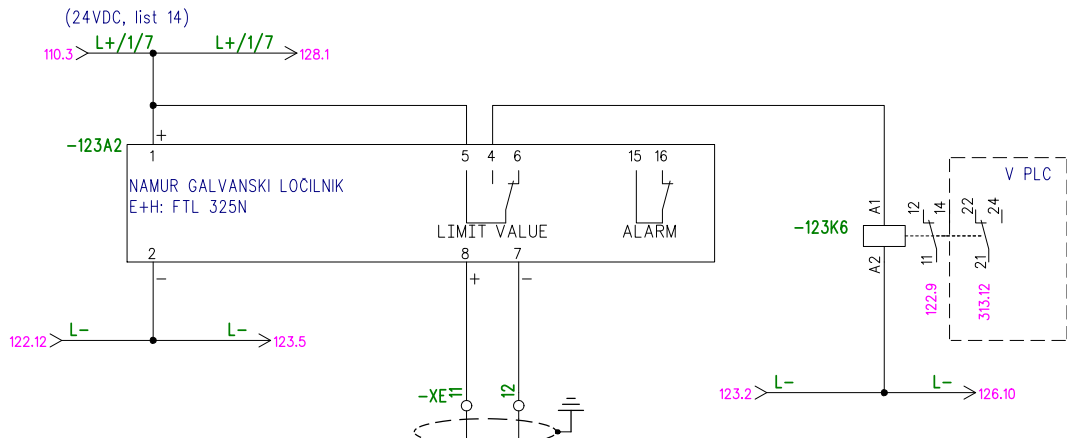 (24VDC, list 14)
L+/1/7 L+/1/7
110.3 128.1
-123A2
+
1 5 4 6 15 16
NAMUR GALVANSKI LOČILNIK
E+H: FTL 325N
LIMIT VALUE ALARM
2 8 7
- + -
L- L-
122.12 123.5
-XE 11 12
-123K6
A1
A2
12 14
11
122.9
V PLC
22 24
21
313.12
L- L-
123.2 126.10